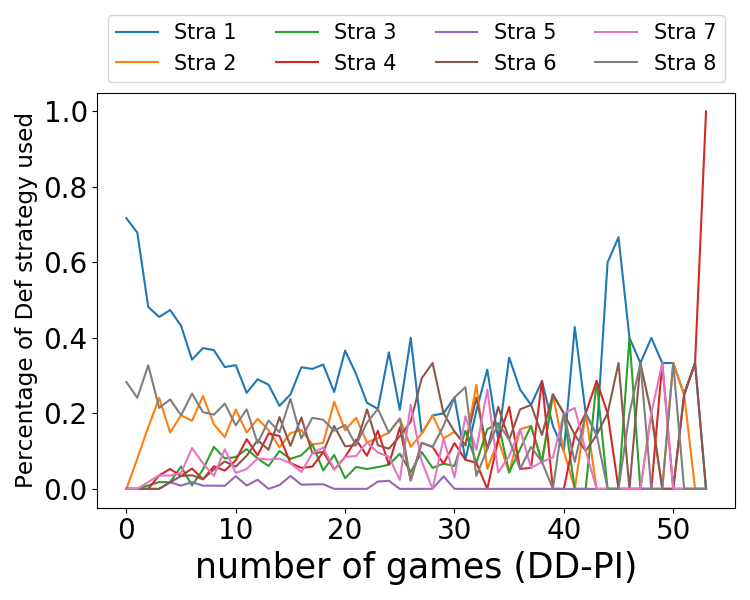 Stra 1 Stra 3 Stra 5 Stra 7
Stra 2 Stra 4 Stra 6 Stra 8
Percentage of Def strategy used
1.0
0.8
0.6
0.4
0.2
0.0
0 10 20 30 40 50
number of games (DD-PI)